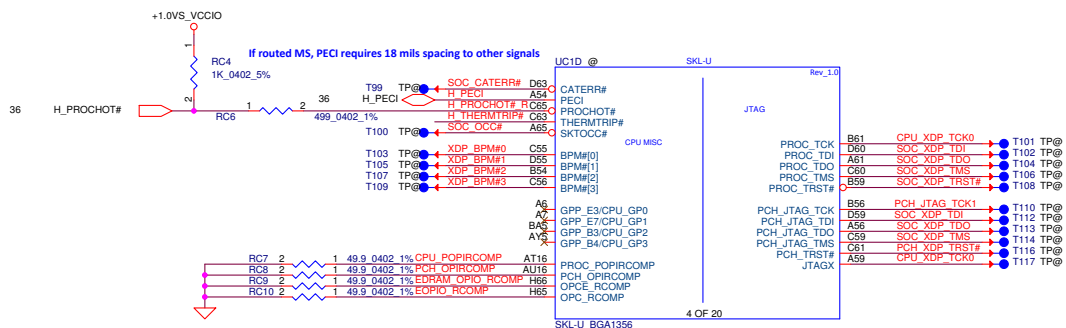 +1.0VS_VCCIO
1
RC4
1K_0402_5%
2
If routed MS, PECI requires 18 mils spacing to other signals
36 H_PROCHOT#
RC6 1 2 499_0402_1%
36
UC1D @ SKL-U
Rev_1.0
T99 TP@ SOC_CATERR# D63 CATERR#
H_PECI H_PECI A54 PECI
H_PROCHOT#_R C65 PROCHOT#
H_THERMTRIP# C63 THERMTRIP#
T100 TP@ SOC_OCC# A65 SKTOCC#
CPU MISC
JTAG
T103 TP@ XDP_BPM#0 C55 BPM#[0]
T105 TP@ XDP_BPM#1 D55 BPM#[1]
T107 TP@ XDP_BPM#2 B54 BPM#[2]
T109 TP@ XDP_BPM#3 C56 BPM#[3]
A6 GPP_E3/CPU_GP0
A7 GPP_E7/CPU_GP1
BA5 GPP_B3/CPU_GP2
AY5 GPP_B4/CPU_GP3
RC7 2 1 49.9_0402_1% CPU_POPIRCOMP AT16 PROC_POPIRCOMP
RC8 2 1 49.9_0402_1% PCH_OPIRCOMP AU16 PCH_OPIRCOMP
RC9 2 1 49.9_0402_1% EDRAM_OPIO_RCOMP H66 OPCE_RCOMP
RC10 2 1 49.9_0402_1% EOPIO_RCOMP H65 OPC_RCOMP
PROC_TCK B61 CPU_XDP_TCK0 T101 TP@
PROC_TDI D60 SOC_XDP_TDI T102 TP@
PROC_TDO A61 SOC_XDP_TDO T104 TP@
PROC_TMS C60 SOC_XDP_TMS T106 TP@
PROC_TRST# B59 SOC_XDP_TRST# T108 TP@
PCH_JTAG_TCK B56 PCH_JTAG_TCK1 T110 TP@
PCH_JTAG_TDI D59 SOC_XDP_TDI T112 TP@
PCH_JTAG_TDO A56 SOC_XDP_TDO T113 TP@
PCH_JTAG_TMS C59 SOC_XDP_TMS T114 TP@
PCH_TRST# C61 PCH_XDP_TRST# T116 TP@
JTAGX A59 CPU_XDP_TCK0 T117 TP@
4 OF 20
SKL-U_BGA1356